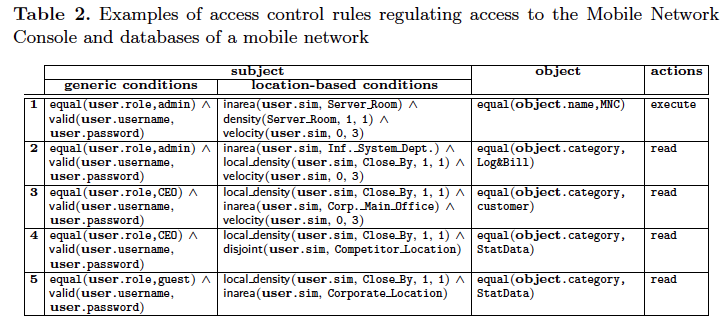 Table 2. Examples of access control rules regulating access to the Mobile Network
Console and databases of a mobile network
subject object actions
generic conditions location-based conditions
1 equal(user.role,admin) ∧ inarea(user.sim, Server_Room) ∧ equal(object.name,MNC) execute
valid(user.username, density(Server_Room, 1, 1) ∧
user.password) velocity(user.sim, 0, 3)
2 equal(user.role,admin) ∧ inarea(user.sim, Inf._System_Dept.) ∧ equal(object.category, read
valid(user.username, local_density(user.sim, Close_By, 1, 1) ∧ Log&Bill)
user.password) velocity(user.sim, 0, 3)
3 equal(user.role,CEO) ∧ local_density(user.sim, Close_By, 1, 1) ∧ equal(object.category, read
valid(user.username, inarea(user.sim, Corp._Main_Office) ∧ customer)
user.password) velocity(user.sim, 0, 3)
4 equal(user.role,CEO) ∧ local_density(user.sim, Close_By, 1, 1) ∧ equal(object.category, read
valid(user.username, disjoint(user.sim, Competitor_Location) StatData)
user.password)
5 equal(user.role,guest) ∧ local_density(user.sim, Close_By, 1, 1) ∧ equal(object.category, read
valid(user.username, inarea(user.sim, Corporate_Location) StatData)
user.password)